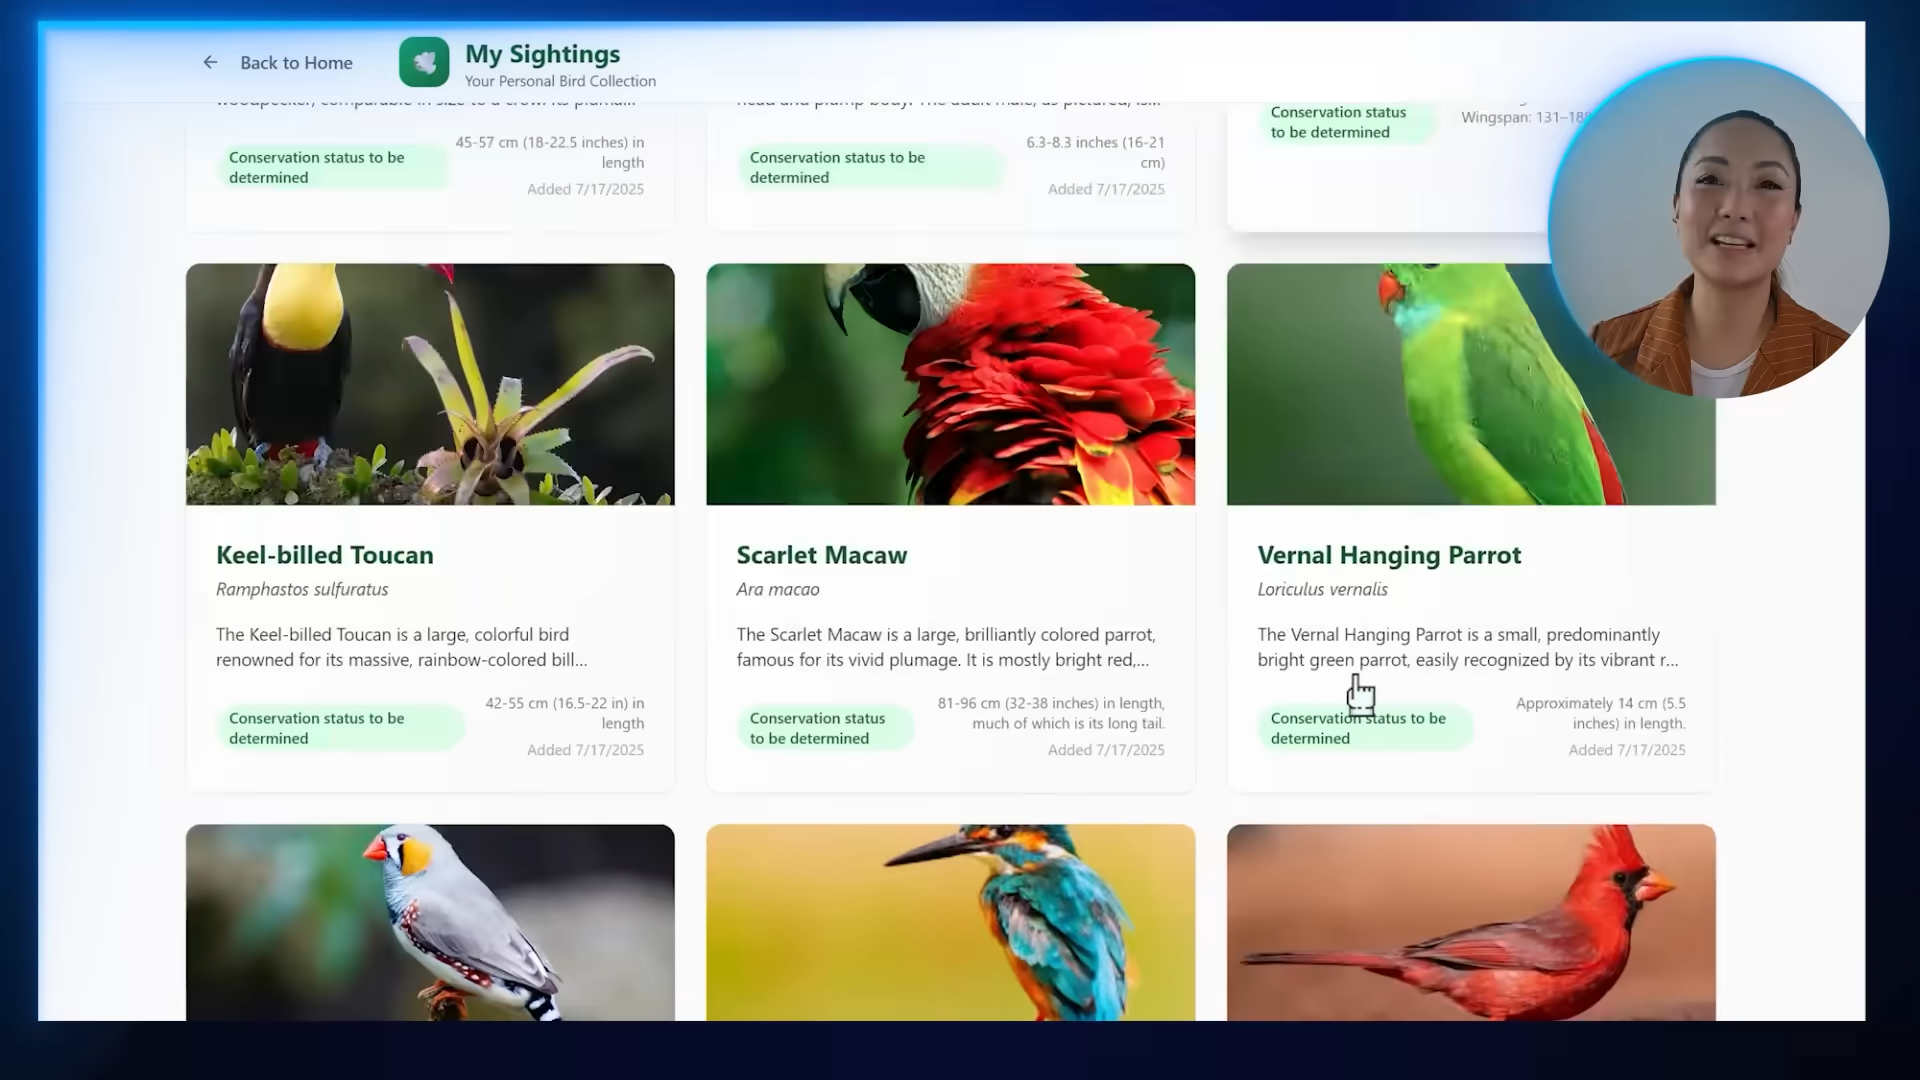 Back to Home
My Sightings
Your Personal Bird Collection
45-57 cm (18-22.5 inches) in
length
Conservation status to be
determined
Added 7/17/2025
6.3-8.3 inches (16-21
cm)
Conservation status to be
determined
Added 7/17/2025
Conservation status
to be determined
Wingspan: 131–18
Keel-billed Toucan
Ramphastos sulfuratus
The Keel-billed Toucan is a large, colorful bird
renowned for its massive, rainbow-colored bill...
42-55 cm (16.5-22 in) in
length
Conservation status to be
determined
Added 7/17/2025
Scarlet Macaw
Ara macao
The Scarlet Macaw is a large, brilliantly colored parrot,
famous for its vivid plumage. It is mostly bright red,...
81-96 cm (32-38 inches) in length,
much of which is its long tail.
Conservation status
to be determined
Added 7/17/2025
Vernal Hanging Parrot
Loriculus vernalis
The Vernal Hanging Parrot is a small, predominantly
bright green parrot, easily recognized by its vibrant r...
Approximately 14 cm (5.5
inches) in length.
Conservation status to be
determined
Added 7/17/2025